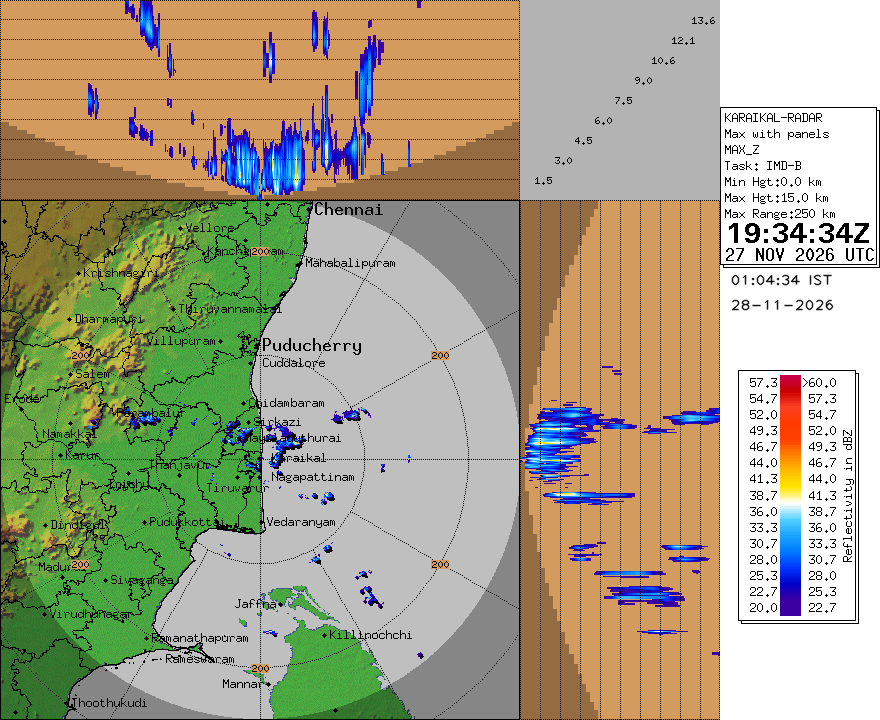 13.6
12.1
10.6
9.0
7.5
6.0
4.5
3.0
1.5
KARAIKAL-RADAR
Max with panels
MAX_Z
Task: IMD-B
Min Hgt:0.0 km
Max Hgt:15.0 km
Max Range:250 km
19:34:34Z
27 NOV 2026 UTC
01:04:34 IST
28-11-2026
Chennai
Vellore
200
Mahabalipuram
Krishnagiri
Thiruvannamalai
Dharmapuri
Villupuram
Puducherry
200
200
Cuddalore
Salem
Erode
Chidambaram
Perambalur
Sirkazi
Namakkal
Karur
Karaikal
Thanjavur
Nagapattinam
Tiruvarur
Dindigul
Pudukkottai
Vedaranyam
200
200
Madurai
Sivaganga
Jaffna
Virudhunagar
Ramanathapuram
Killinochchi
Rameswaram
200
Mannar
Thoothukudi
57.3 >60.0
54.7 57.3
52.0 54.7
49.3 52.0
46.7 49.3
44.0 46.7
41.3 44.0
38.7 41.3
36.0 38.7
33.3 36.0
30.7 33.3
28.0 30.7
25.3 28.0
22.7 25.3
20.0 22.7
Reflectivity in dBZ